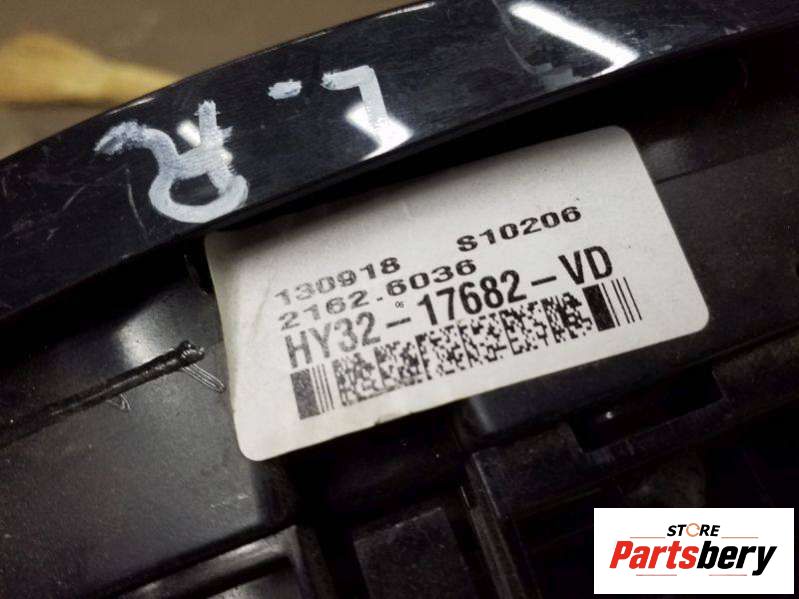 L.R
130918 S10206
2162-6036
HY32-17682-VD
STORE
Partsbery